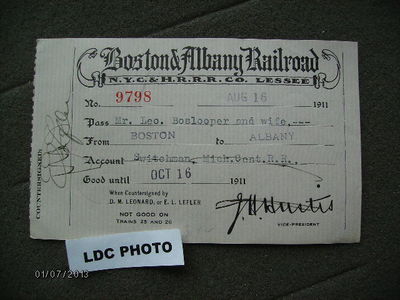 Boston & Albany Railroad
N.Y.C. & H.R.R.R. CO. LESSEE
No. 9798 AUG 16 1911
Pass Mr. Leo. Boslooper and wife.---
From BOSTON to ALBANY
Account Switchman, Mich.Cent.R.R.
Good until OCT 16 1911
When Countersigned by
D. M. LEONARD, or E. L. LEFLER
NOT GOOD ON
TRAINS 25 AND 26
VICE-PRESIDENT
COUNTERSIGNED:
LDC PHOTO
01/07/2013